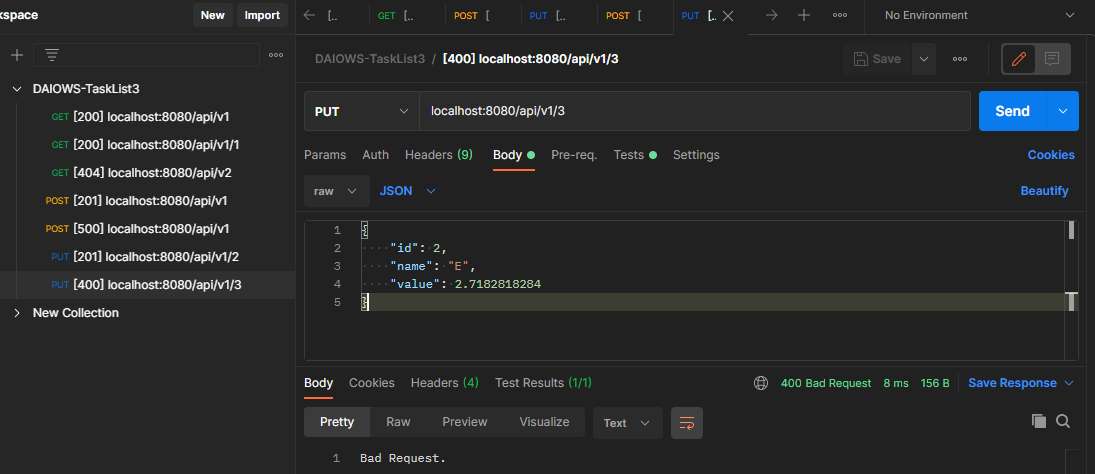 kspace New Import
[.. GET [.. POST [ PUT [.. POST [ PUT [.. No Environment
DAIOWS-TaskList3 / [400] localhost:8080/api/v1/3 Save
DAIOWS-TaskList3
GET [200] localhost:8080/api/v1
GET [200] localhost:8080/api/v1/1
GET [404] localhost:8080/api/v2
POST [201] localhost:8080/api/v1
POST [500] localhost:8080/api/v1
PUT [201] localhost:8080/api/v1/2
PUT [400] localhost:8080/api/v1/3
New Collection
PUT localhost:8080/api/v1/3 Send
Params Auth Headers (9) Body Pre-req. Tests Settings Cookies
raw JSON Beautify
1 {
2 "id": 2,
3 "name": "E",
4 "value": 2.7182818284
5 }
Body Cookies Headers (4) Test Results (1/1) 400 Bad Request 8 ms 156 B Save Response
Pretty Raw Preview Visualize Text
1 Bad Request.